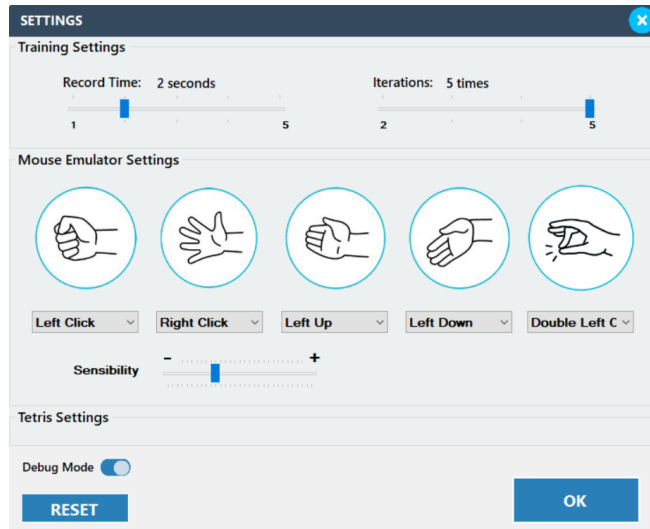 SETTINGS
Training Settings
Record Time: 2 seconds
Iterations: 5 times
1 5
2 5
Mouse Emulator Settings
Left Click
Right Click
Left Up
Left Down
Double Left C
- +
Sensibility
Tetris Settings
Debug Mode
RESET
OK